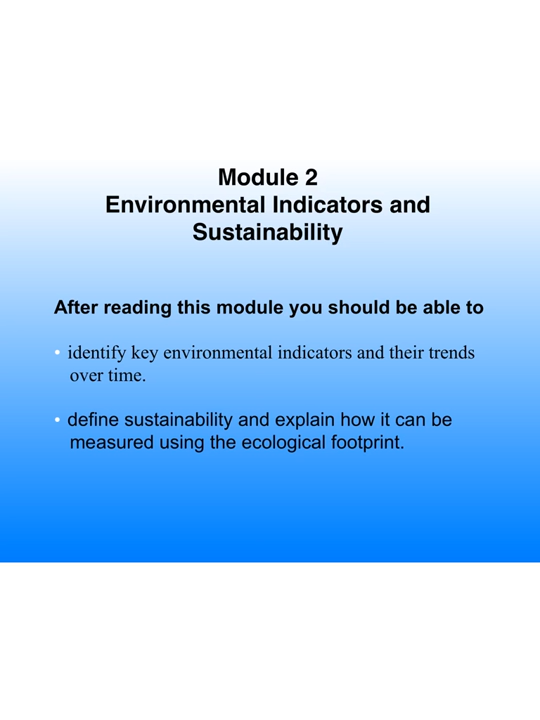 Module 2
Environmental Indicators and
Sustainability
After reading this module you should be able to
• identify key environmental indicators and their trends
over time.
• define sustainability and explain how it can be
measured using the ecological footprint.